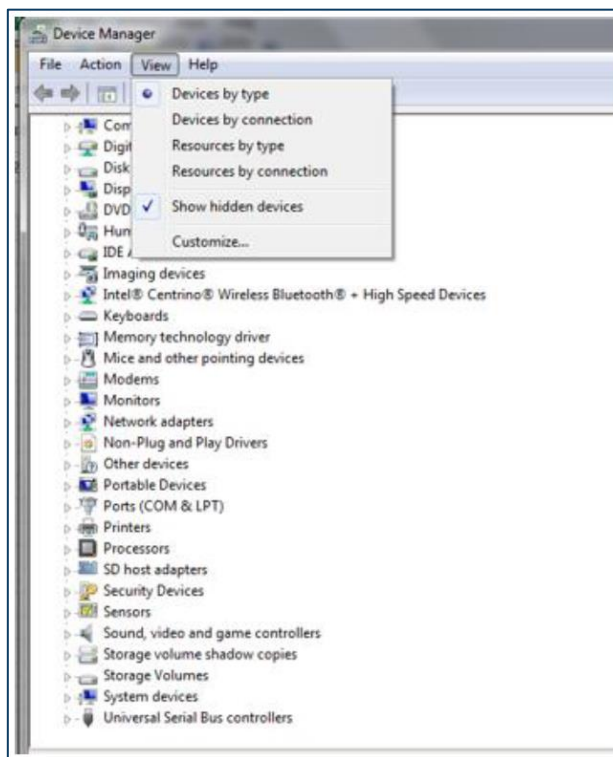 Device Manager
File Action View Help
Devices by type
Devices by connection
Resources by type
Resources by connection
Show hidden devices
Customize...
Com
Digit
Disk
Disp
DVD
Hum
IDE A
Imaging devices
Intel® Centrino® Wireless Bluetooth® + High Speed Devices
Keyboards
Memory technology driver
Mice and other pointing devices
Modems
Monitors
Network adapters
Non-Plug and Play Drivers
Other devices
Portable Devices
Ports (COM & LPT)
Printers
Processors
SD host adapters
Security Devices
Sensors
Sound, video and game controllers
Storage volume shadow copies
Storage Volumes
System devices
Universal Serial Bus controllers